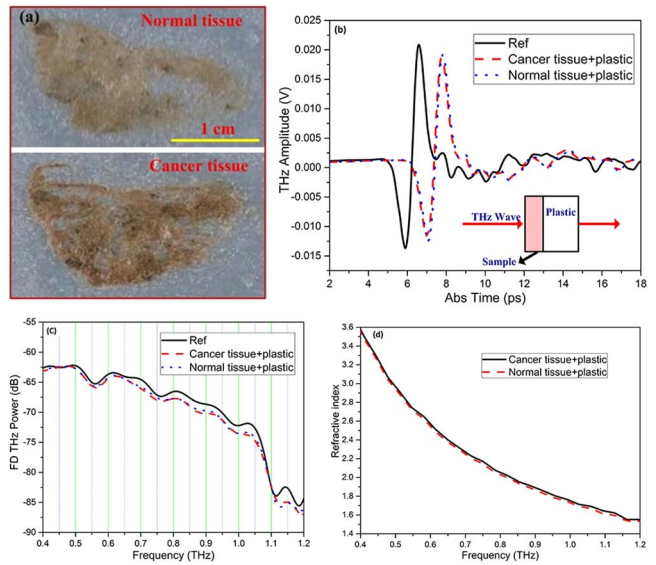 (a)
Normal tissue
1 cm
Cancer tissue
(b)
Ref
Cancer tissue+plastic
Normal tissue+plastic
THz Amplitude (V)
0.025
0.020
0.015
0.010
0.005
0.000
-0.005
-0.010
-0.015
THz Wave
Plastic
Sample
2 4 6 8 10 12 14 16 18
Abs Time (ps)
(c)
Ref
Cancer tissue+plastic
Normal tissue+plastic
FD THz Power (dB)
-55
-60
-65
-70
-75
-80
-85
-90
0.4 0.5 0.6 0.7 0.8 0.9 1.0 1.1 1.2
Frequency (THz)
(d)
Cancer tissue+plastic
Normal tissue+plastic
Refractive index
3.6
3.4
3.2
3.0
2.8
2.6
2.4
2.2
2.0
1.8
1.6
1.4
0.4 0.5 0.6 0.7 0.8 0.9 1.0 1.1 1.2
Frequency (THz)